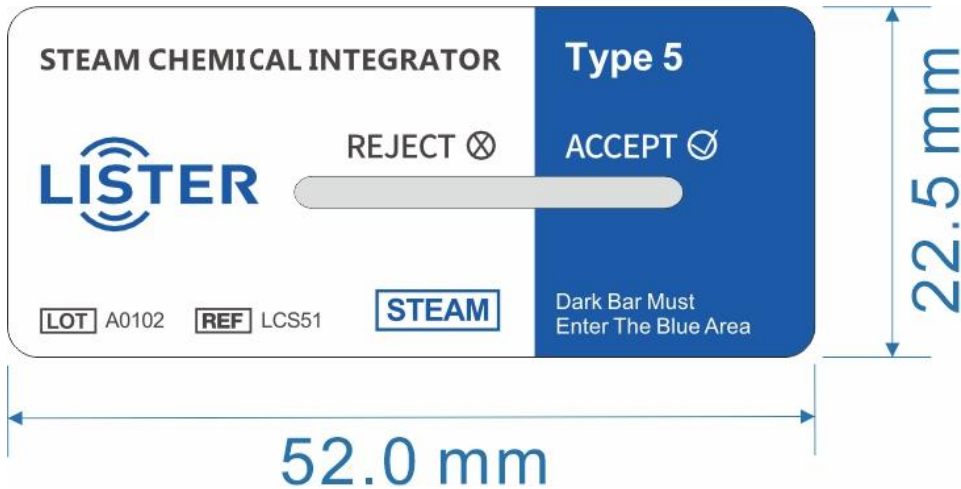 STEAM CHEMICAL INTEGRATOR
Type 5
REJECT
ACCEPT
LISTER
LOT A0102 REF LCS51
STEAM
Dark Bar Must
Enter The Blue Area
22.5 mm
52.0 mm